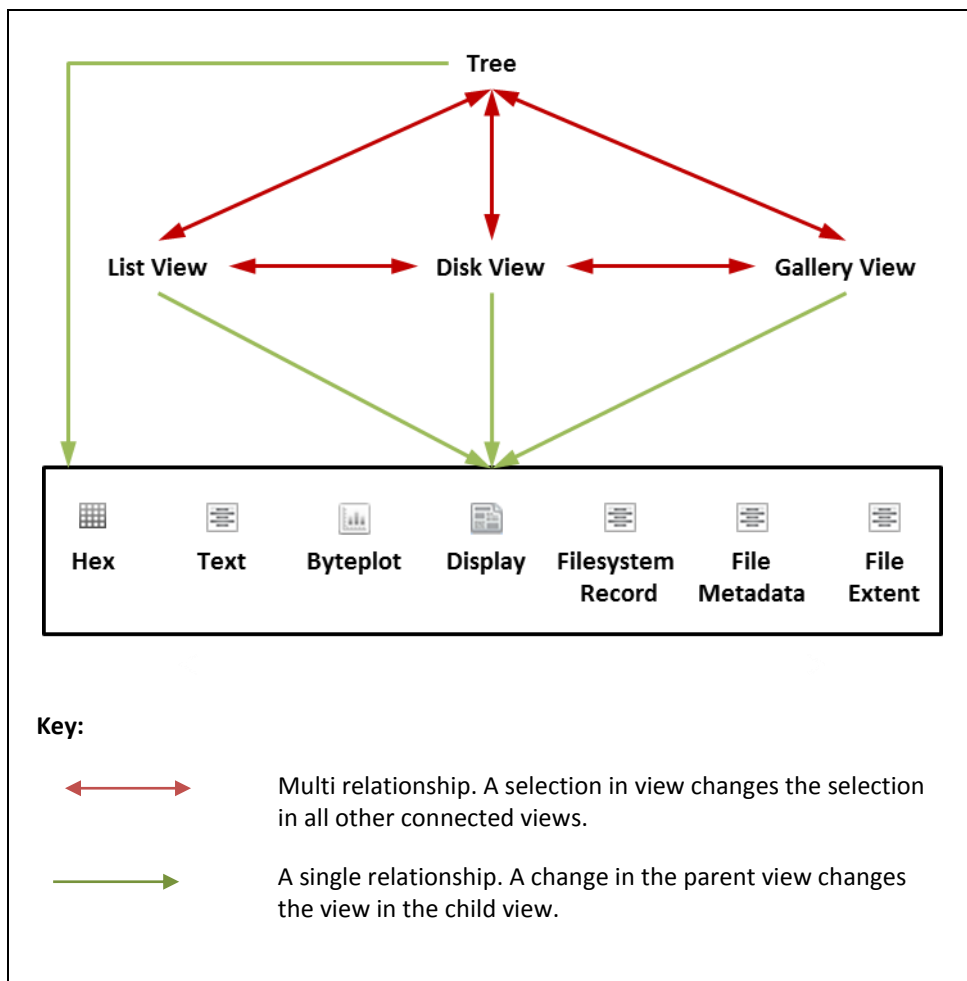 Tree
List View
Disk View
Gallery View
Hex
Text
Byteplot
Display
Filesystem
Record
File
Metadata
File
Extent
Key:
Multi relationship. A selection in view changes the selection
in all other connected views.
A single relationship. A change in the parent view changes
the view in the child view.